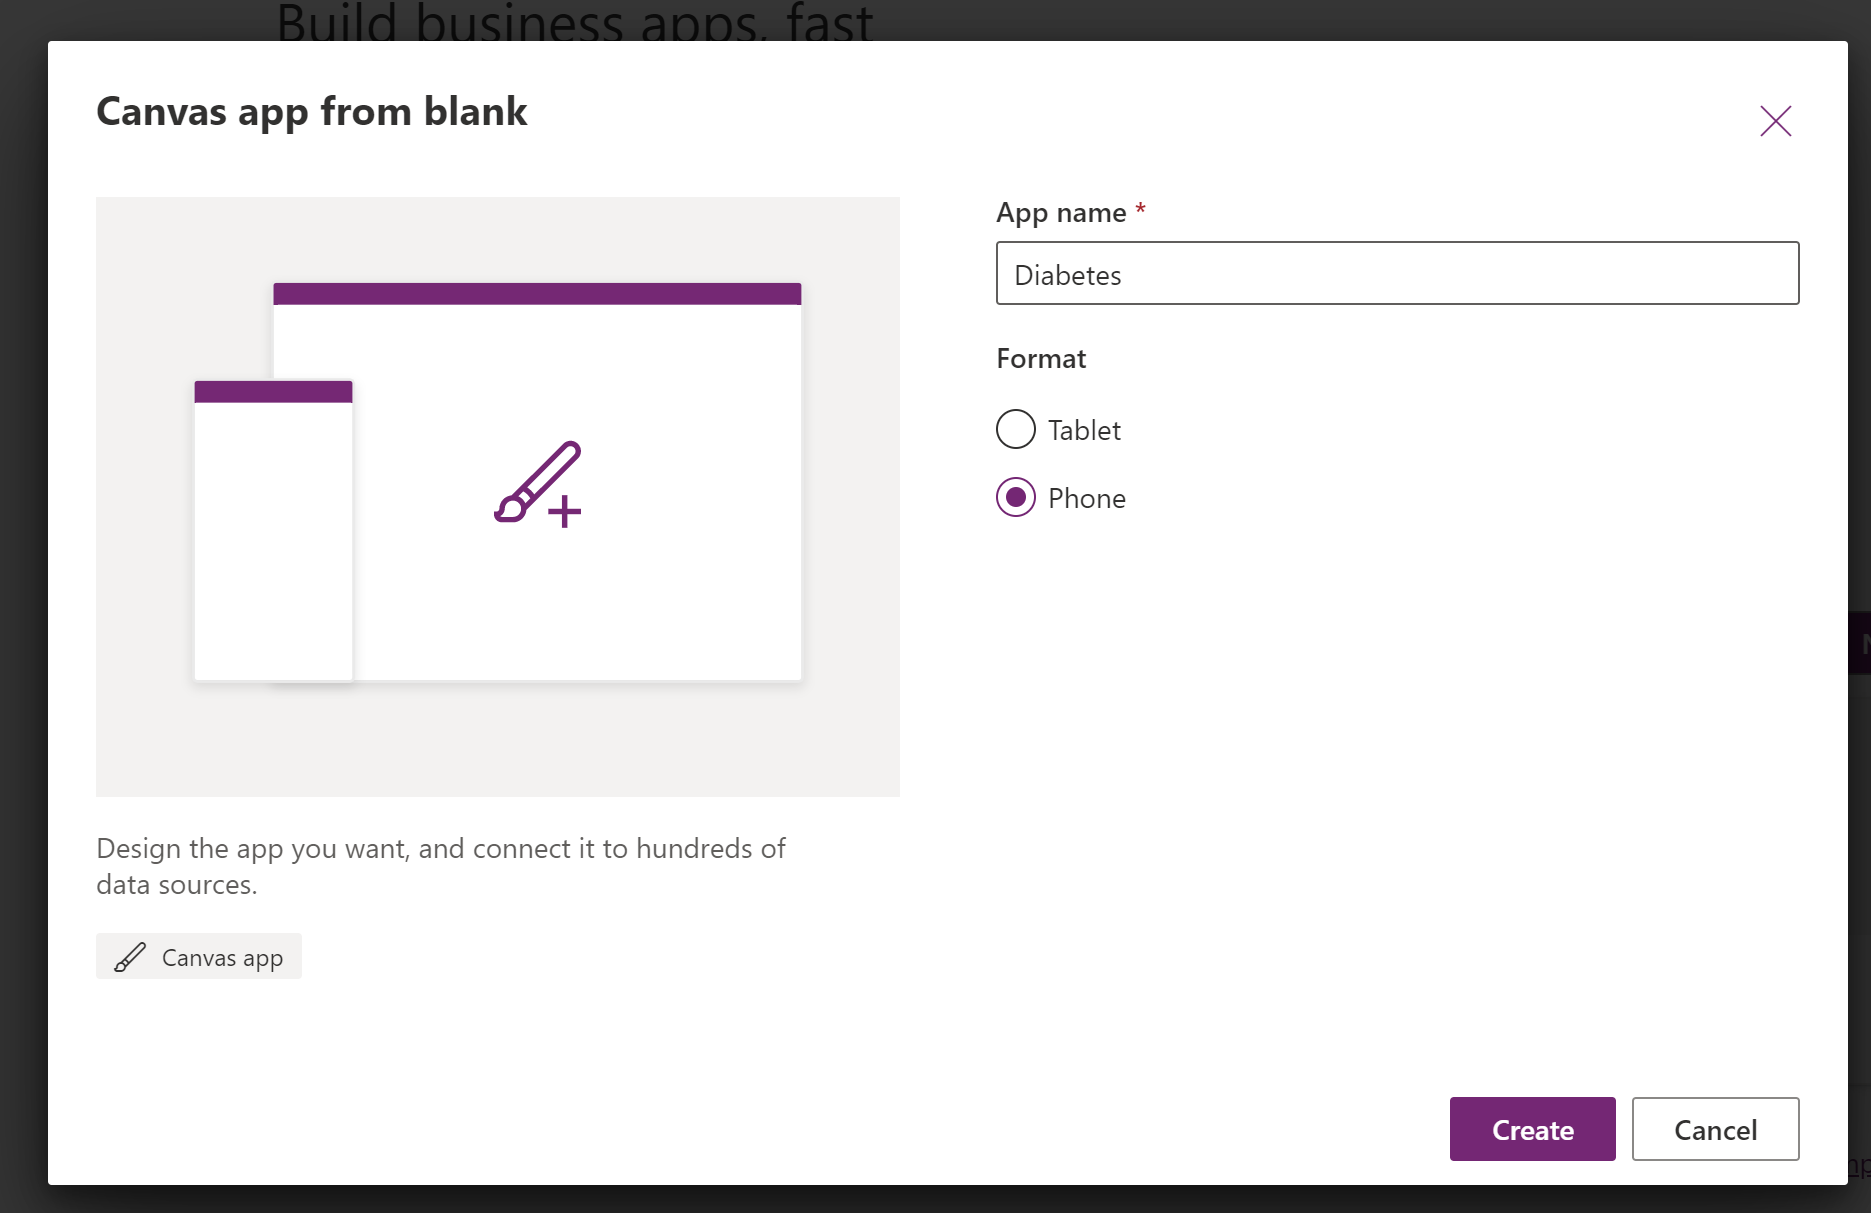 Build business apps, fast
Canvas app from blank
App name *
Diabetes
Format
Tablet
Phone
Design the app you want, and connect it to hundreds of
data sources.
Canvas app
Create
Cancel